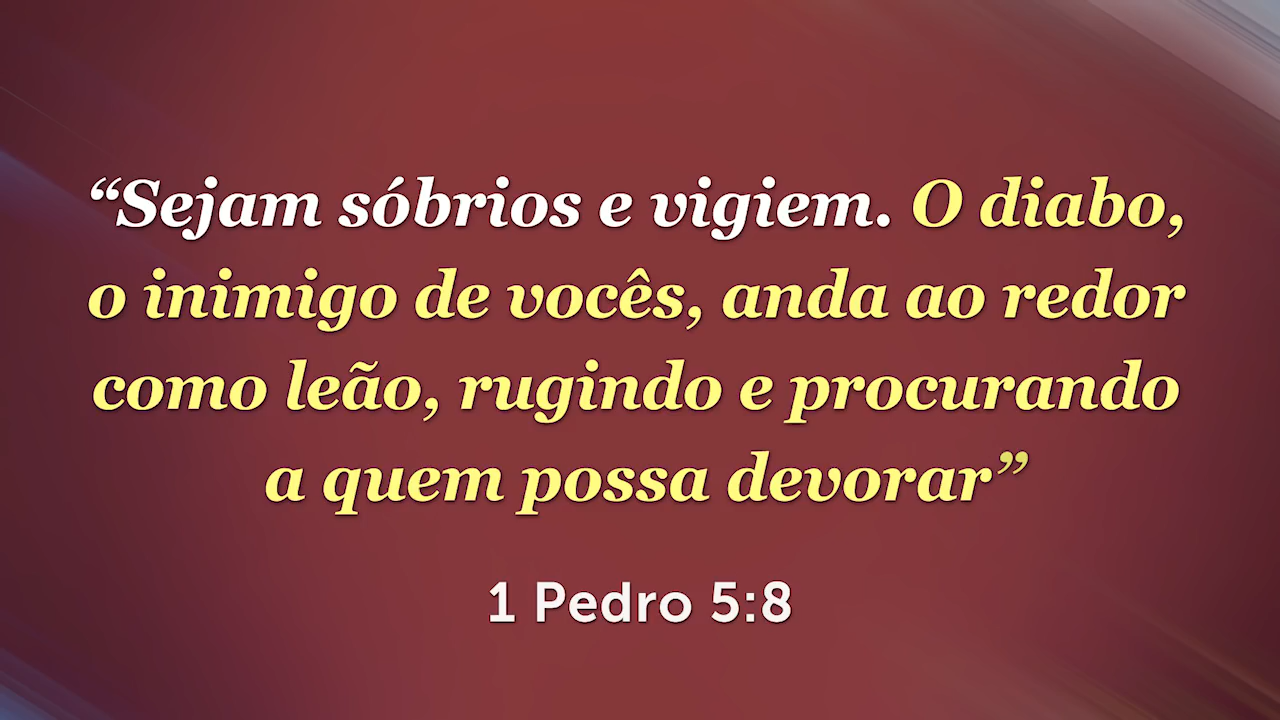 “Sejam sóbrios e vigiem. O diabo,
o inimigo de vocês, anda ao redor
como leão, rugindo e procurando
a quem possa devorar”
1 Pedro 5:8